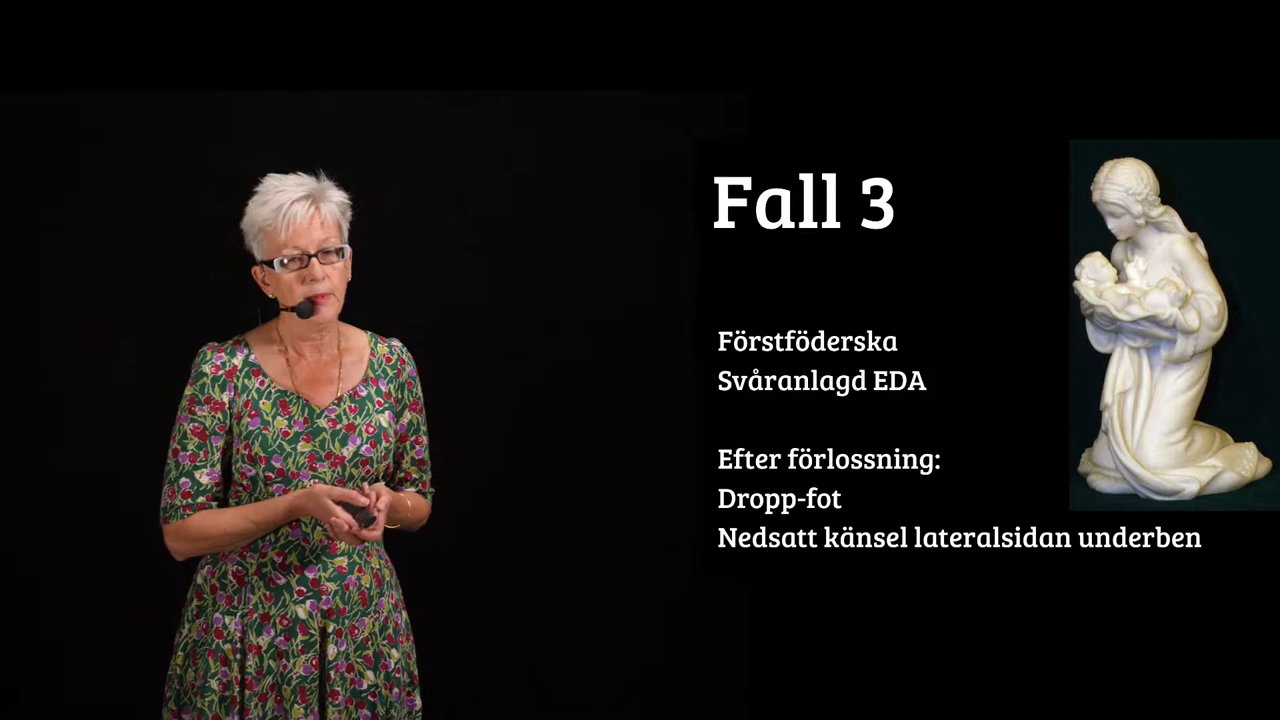 Fall 3
Förstföderska
Svåranlagd EDA
Efter förlossning:
Dropp-fot
Nedsatt känsel lateralsidan underben